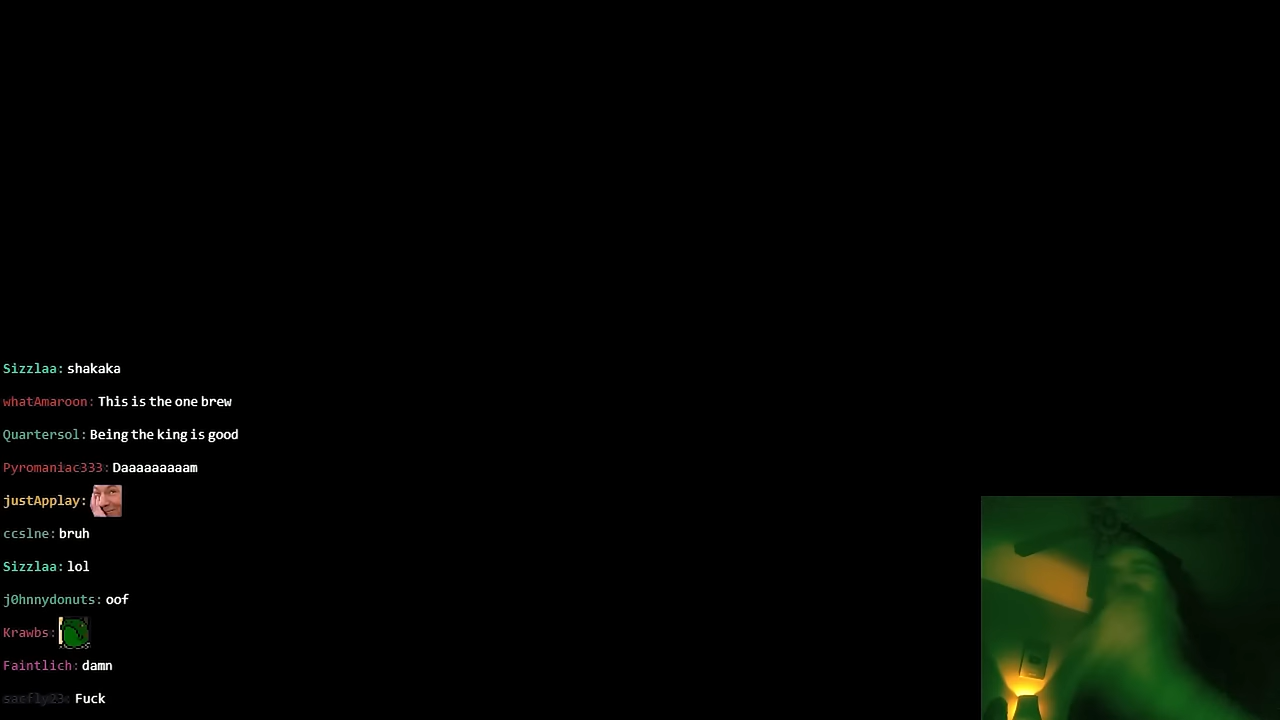 Sizzlaa: shakaka
whatAmaroon: This is the one brew
Quartersol: Being the king is good
Pyromaniac333: Daaaaaaaaam
justApplay:
ccslne: bruh
Sizzlaa: lol
j0hnnydonuts: oof
Krawbs:
Faintlich: damn
sacfly23: Fuck